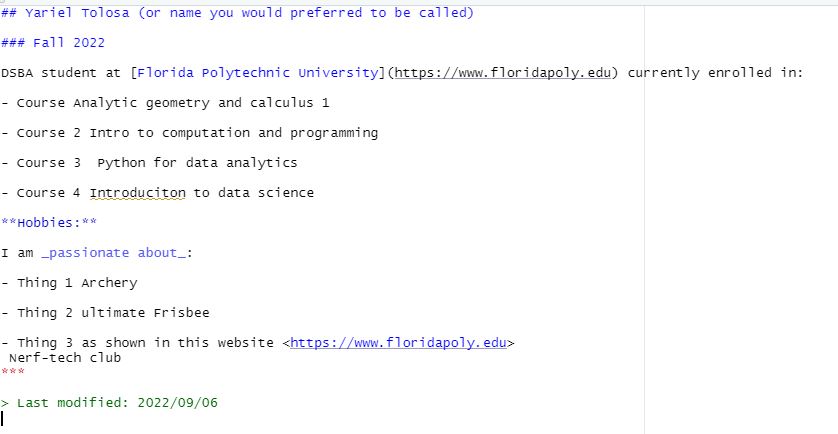 ## Yariel Tolosa (or name you would preferred to be called)
### Fall 2022
DSBA student at [Florida Polytechnic University](https://www.floridapoly.edu) currently enrolled in:
- Course Analytic geometry and calculus 1
- Course 2 Intro to computation and programming
- Course 3  Python for data analytics
- Course 4 Introduciton to data science
**Hobbies:**
I am _passionate about_:
- Thing 1 Archery
- Thing 2 ultimate Frisbee
- Thing 3 as shown in this website <https://www.floridapoly.edu>
 Nerf-tech club
***
> Last modified: 2022/09/06